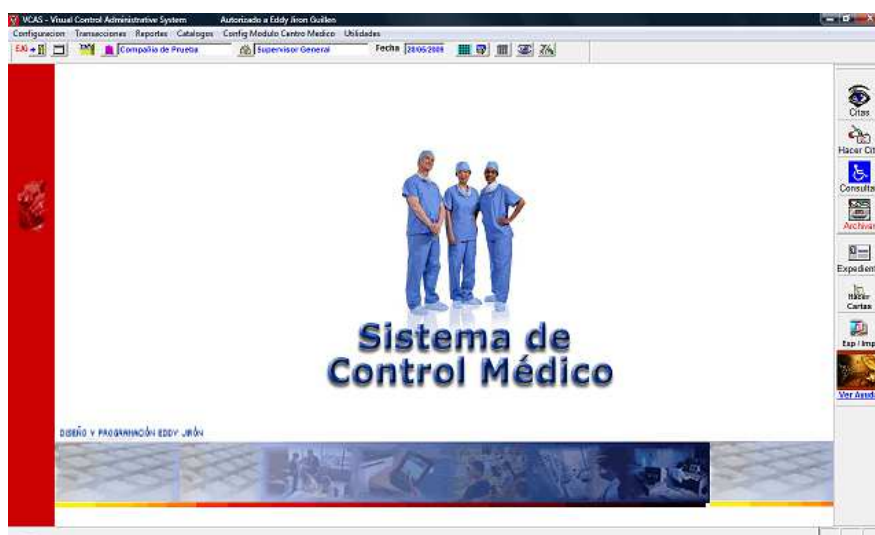 VCAS - Visual Control Administrative System Autorizado a Eddy Jiron Guillen
Configuracion Transacciones Reportes Catalogos Config Modulo Centro Medico Utilidades
Compañia de Prueba Supervisor General Fecha 28/05/2009
Citas
Hacer Cit
Consulta
Archivar
Expedient
Hacer
Cartas
Exp / Imp
Ver Ayuda
Sistema de
Control Médico
DISEÑO Y PROGRAMACIÓN EDDY JIRÓN